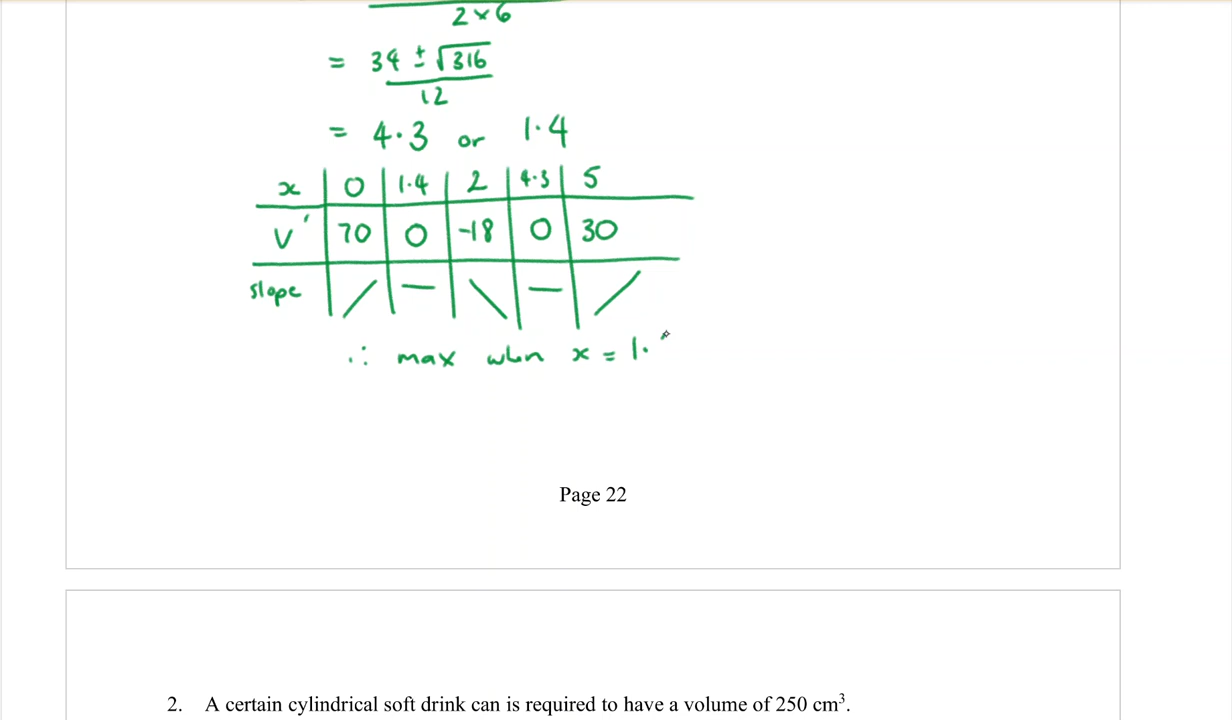 2 × 6
= 34 ± √316
12
= 4.3 or 1.4
x 0 1.4 2 4.3 5
V' 70 0 -18 0 30
slope / — \ — /
∴ max when x = 1.
Page 22
2. A certain cylindrical soft drink can is required to have a volume of 250 cm³.